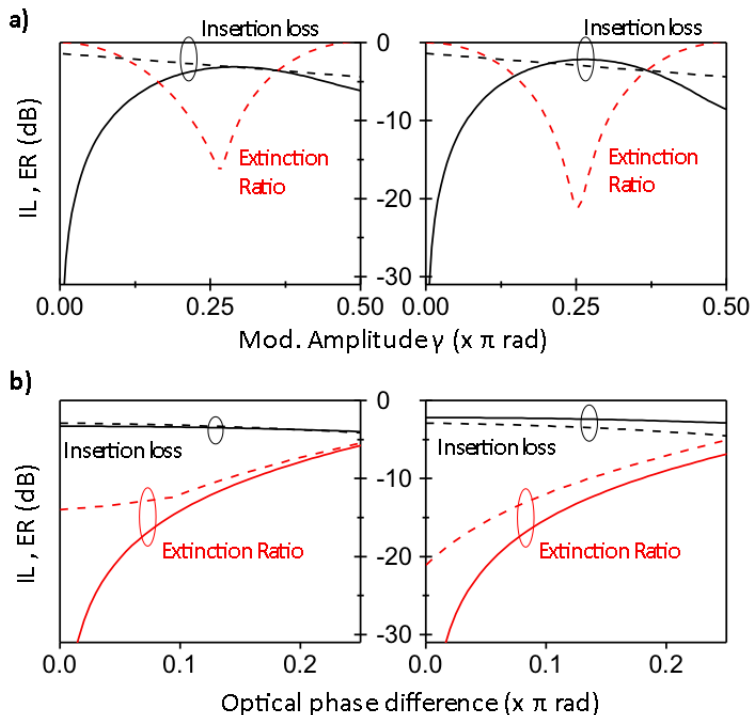 a)
Insertion loss
Insertion loss
0
-10
-20
-30
IL , ER (dB)
Extinction
Ratio
Extinction
Ratio
0.00 0.25 0.50 0.00 0.25 0.50
Mod. Amplitude γ (x π rad)
b)
0
-10
-20
-30
IL , ER (dB)
Insertion loss
Insertion loss
Extinction Ratio
Extinction Ratio
0.0 0.1 0.2 0.0 0.1 0.2
Optical phase difference (x π rad)